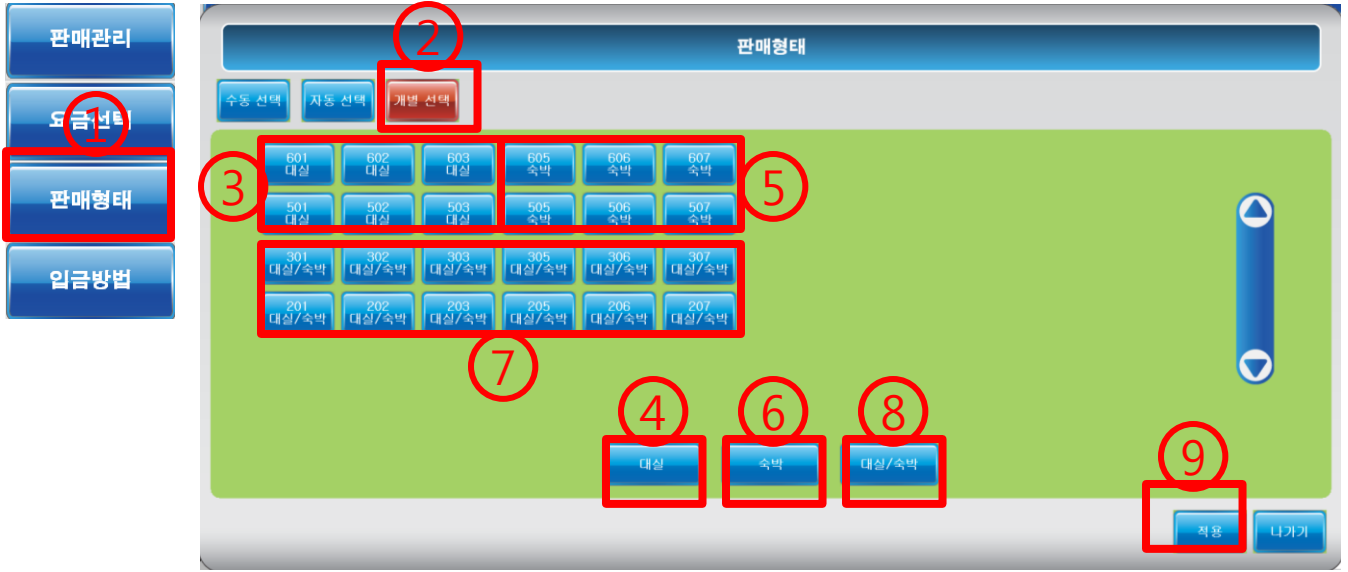 판매관리
요금선택
판매형태
입금방법
①
②
판매형태
수동 선택 자동 선택 개별 선택
③
601 602 603 605 606 607
대실 대실 대실 숙박 숙박 숙박
⑤
501 502 503 505 506 507
대실 대실 대실 숙박 숙박 숙박
301 302 303 305 306 307
대실/숙박 대실/숙박 대실/숙박 대실/숙박 대실/숙박 대실/숙박
201 202 203 205 206 207
대실/숙박 대실/숙박 대실/숙박 대실/숙박 대실/숙박 대실/숙박
⑦
④ ⑥ ⑧
대실 숙박 대실/숙박
⑨
적용 나가기